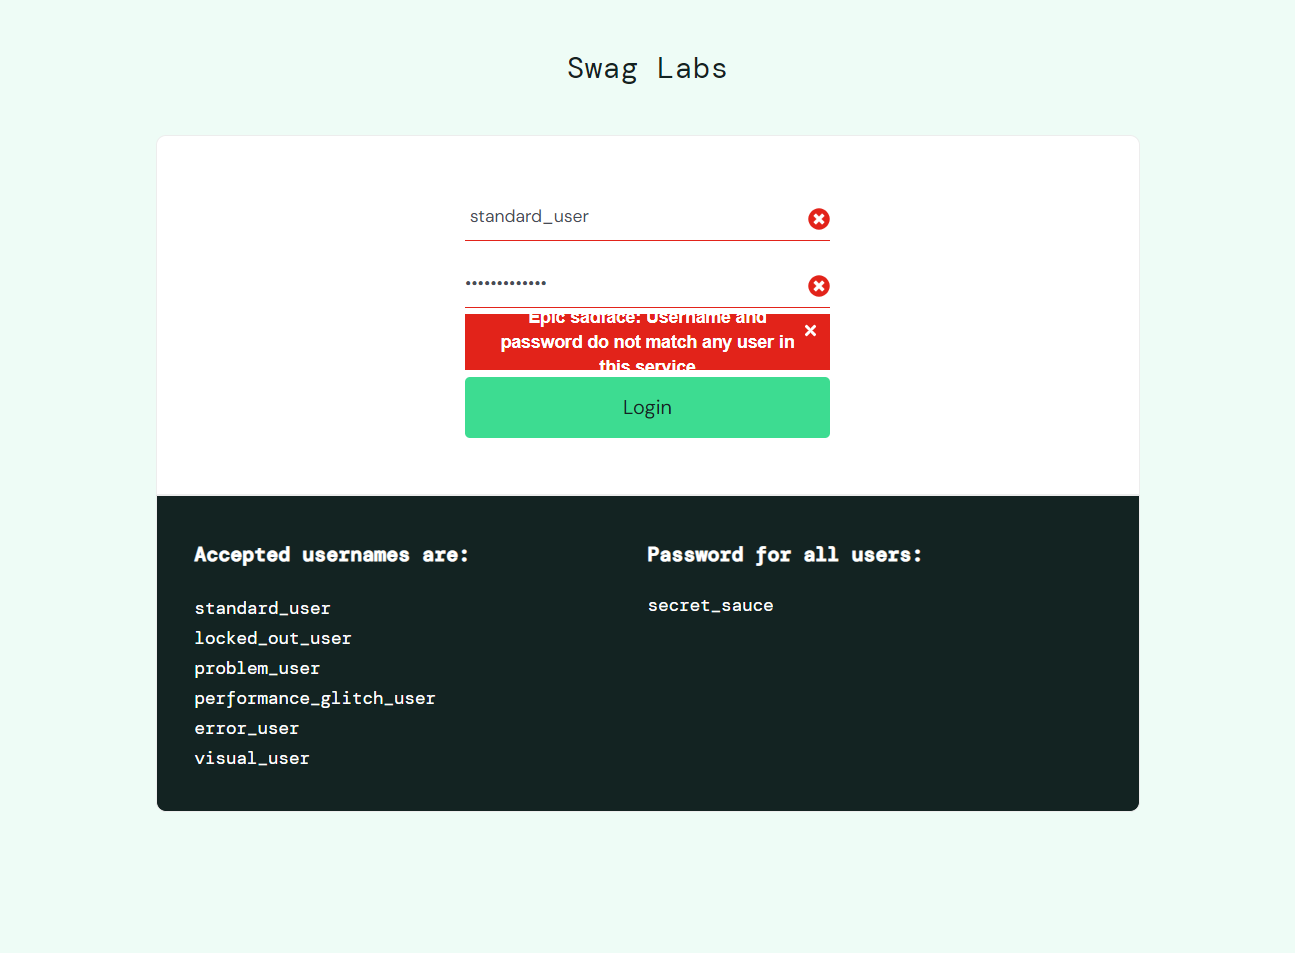 Swag Labs
standard_user
•••••••••••••
Epic sadface: Username and
password do not match any user in
this service
Login
Accepted usernames are:
standard_user
locked_out_user
problem_user
performance_glitch_user
error_user
visual_user
Password for all users:
secret_sauce